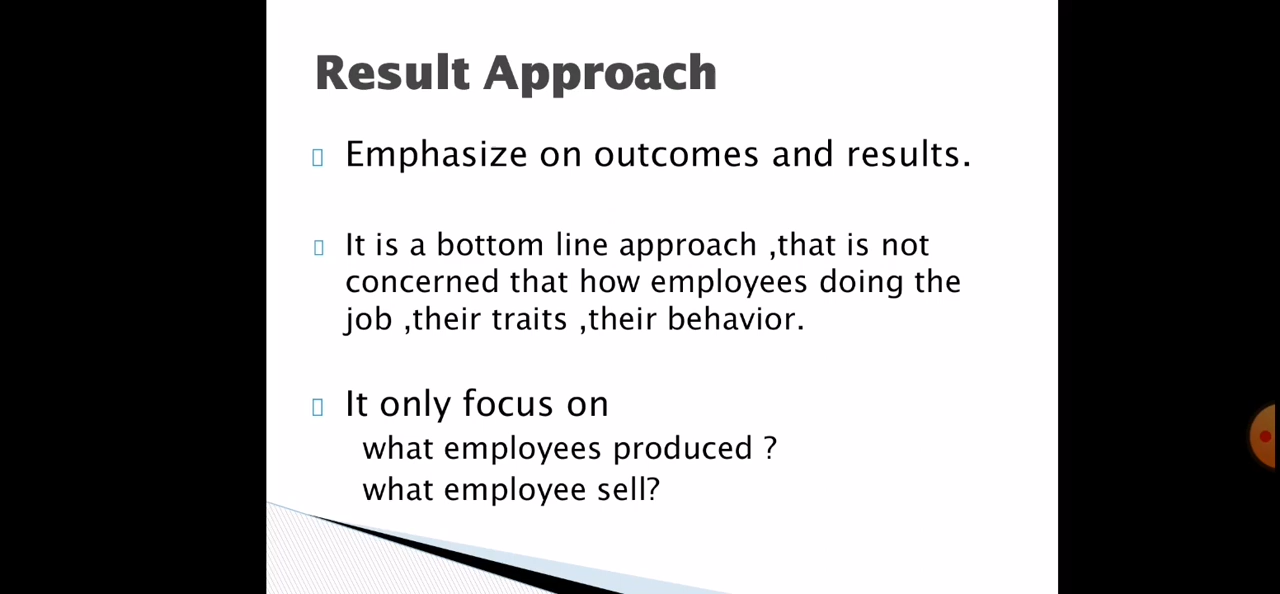 Result Approach
Emphasize on outcomes and results.
It is a bottom line approach ,that is not
concerned that how employees doing the
job ,their traits ,their behavior.
It only focus on
what employees produced ?
what employee sell?